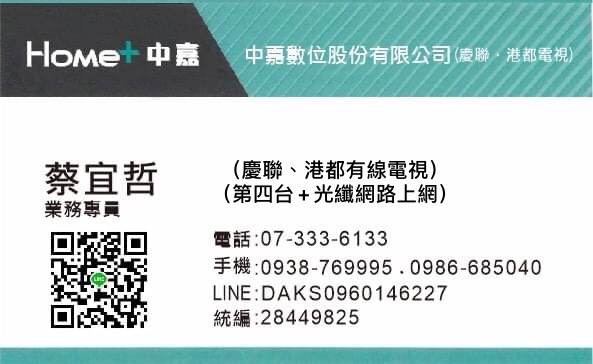 Home+中嘉
中嘉數位股份有限公司(慶聯·港都電視)
蔡宜哲
業務專員
（慶聯、港都有線電視）
（第四台+光纖網路上網）
電話:07-333-6133
手機:0938-769995.0986-685040
LINE:DAKS0960146227
統編:28449825
LINE